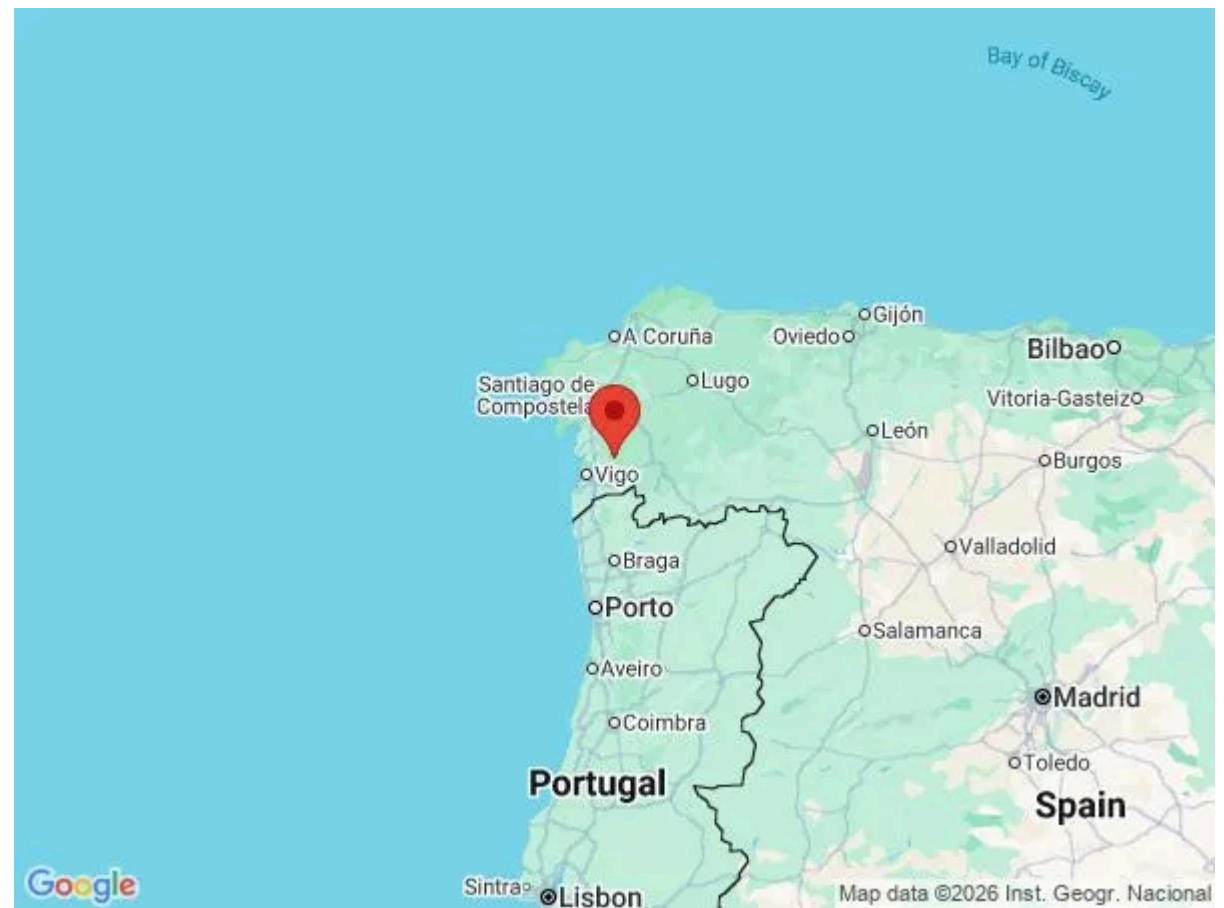 Bay of Biscay
Gijón
A Coruña
Oviedo
Bilbao
Santiago de
Compostela
Lugo
Vitoria-Gasteiz
León
Burgos
Vigo
Valladolid
Braga
Porto
Salamanca
Aveiro
Madrid
Coimbra
Toledo
Portugal
Spain
Google
Sintra
Lisbon
Map data ©2026 Inst. Geogr. Nacional